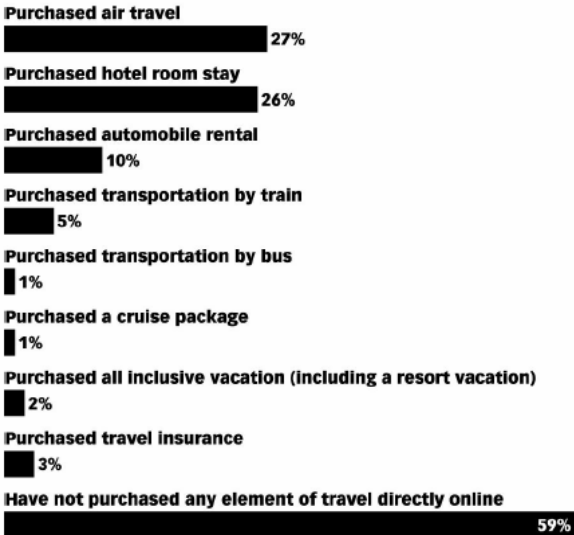 Purchased air travel
27%
Purchased hotel room stay
26%
Purchased automobile rental
10%
Purchased transportation by train
5%
Purchased transportation by bus
1%
Purchased a cruise package
1%
Purchased all inclusive vacation (including a resort vacation)
2%
Purchased travel insurance
3%
Have not purchased any element of travel directly online
59%